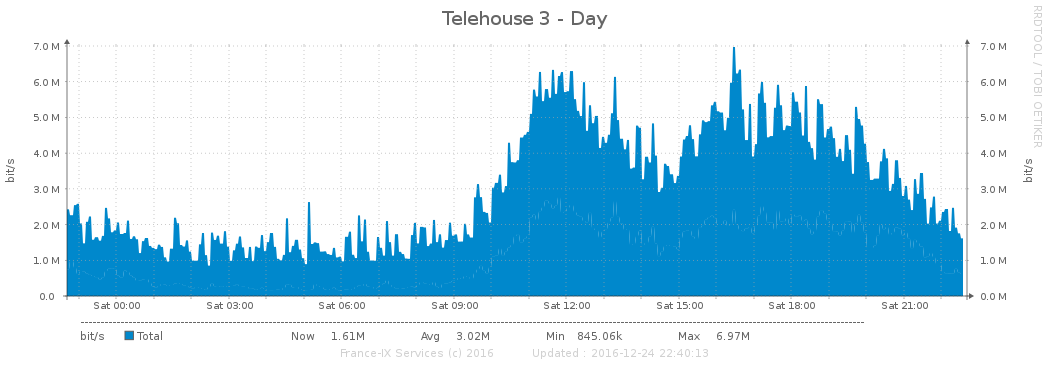 Telehouse 3 - Day
RRDTOOL / TOBI OETIKER
bit/s
7.0 M
6.0 M
5.0 M
4.0 M
3.0 M
2.0 M
1.0 M
0.0
7.0 M
6.0 M
5.0 M
4.0 M
3.0 M
2.0 M
1.0 M
0.0 M
bit/s
Sat 00:00 Sat 03:00 Sat 06:00 Sat 09:00 Sat 12:00 Sat 15:00 Sat 18:00 Sat 21:00
bit/s Total Now 1.61M Avg 3.02M Min 845.06k Max 6.97M
France-IX Services (c) 2016 Updated : 2016-12-24 22:40:13